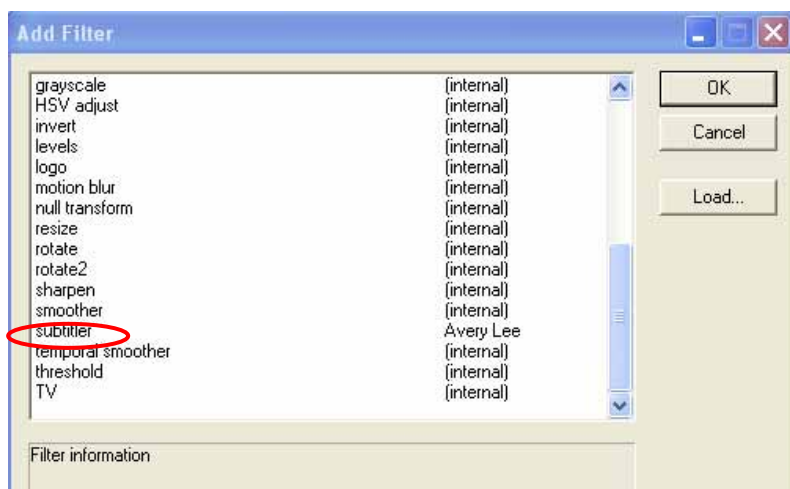 Add Filter
grayscale (internal)
HSV adjust (internal)
invert (internal)
levels (internal)
logo (internal)
motion blur (internal)
null transform (internal)
resize (internal)
rotate (internal)
rotate2 (internal)
sharpen (internal)
smoother (internal)
subtitler Avery Lee
temporal smoother (internal)
threshold (internal)
TV (internal)
OK
Cancel
Load...
Filter information